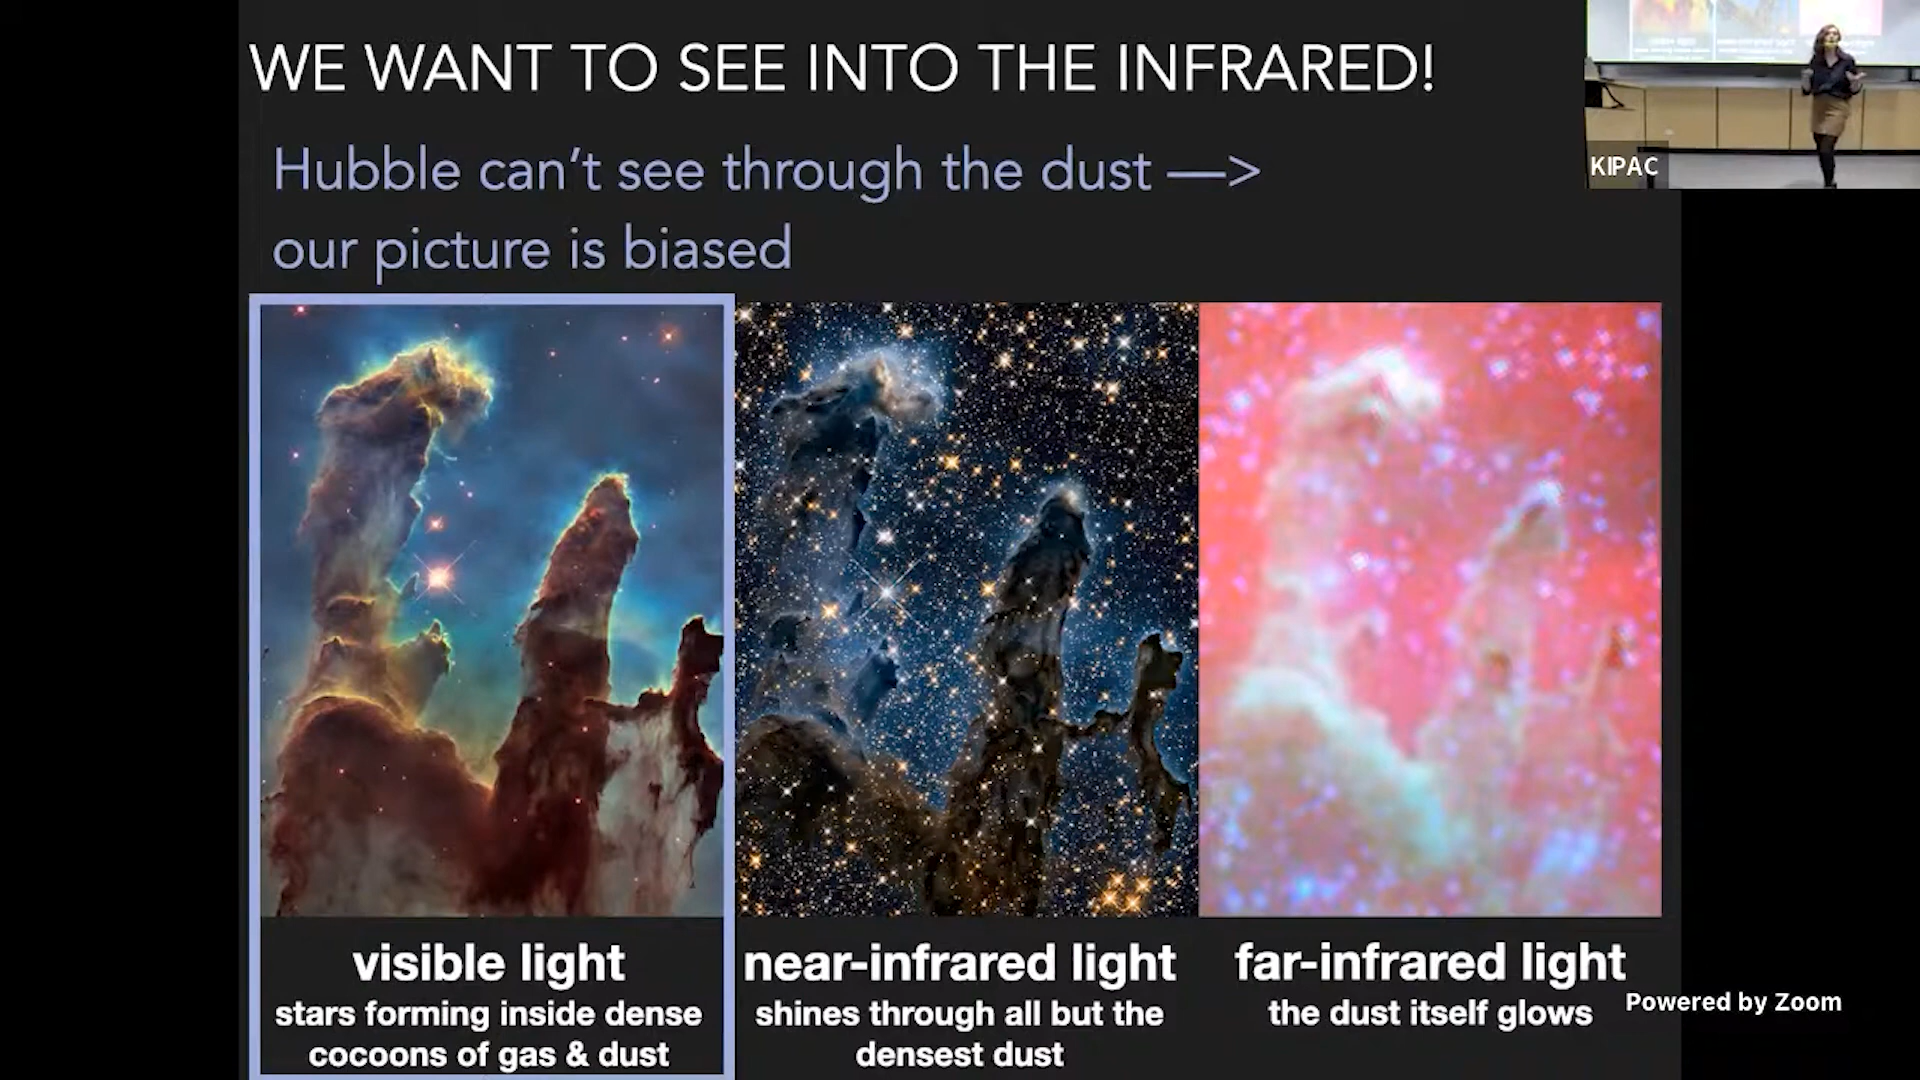 WE WANT TO SEE INTO THE INFRARED!
Hubble can't see through the dust —>
our picture is biased
KIPAC
visible light
stars forming inside dense
cocoons of gas & dust
near-infrared light
shines through all but the
densest dust
far-infrared light
the dust itself glows
Powered by Zoom